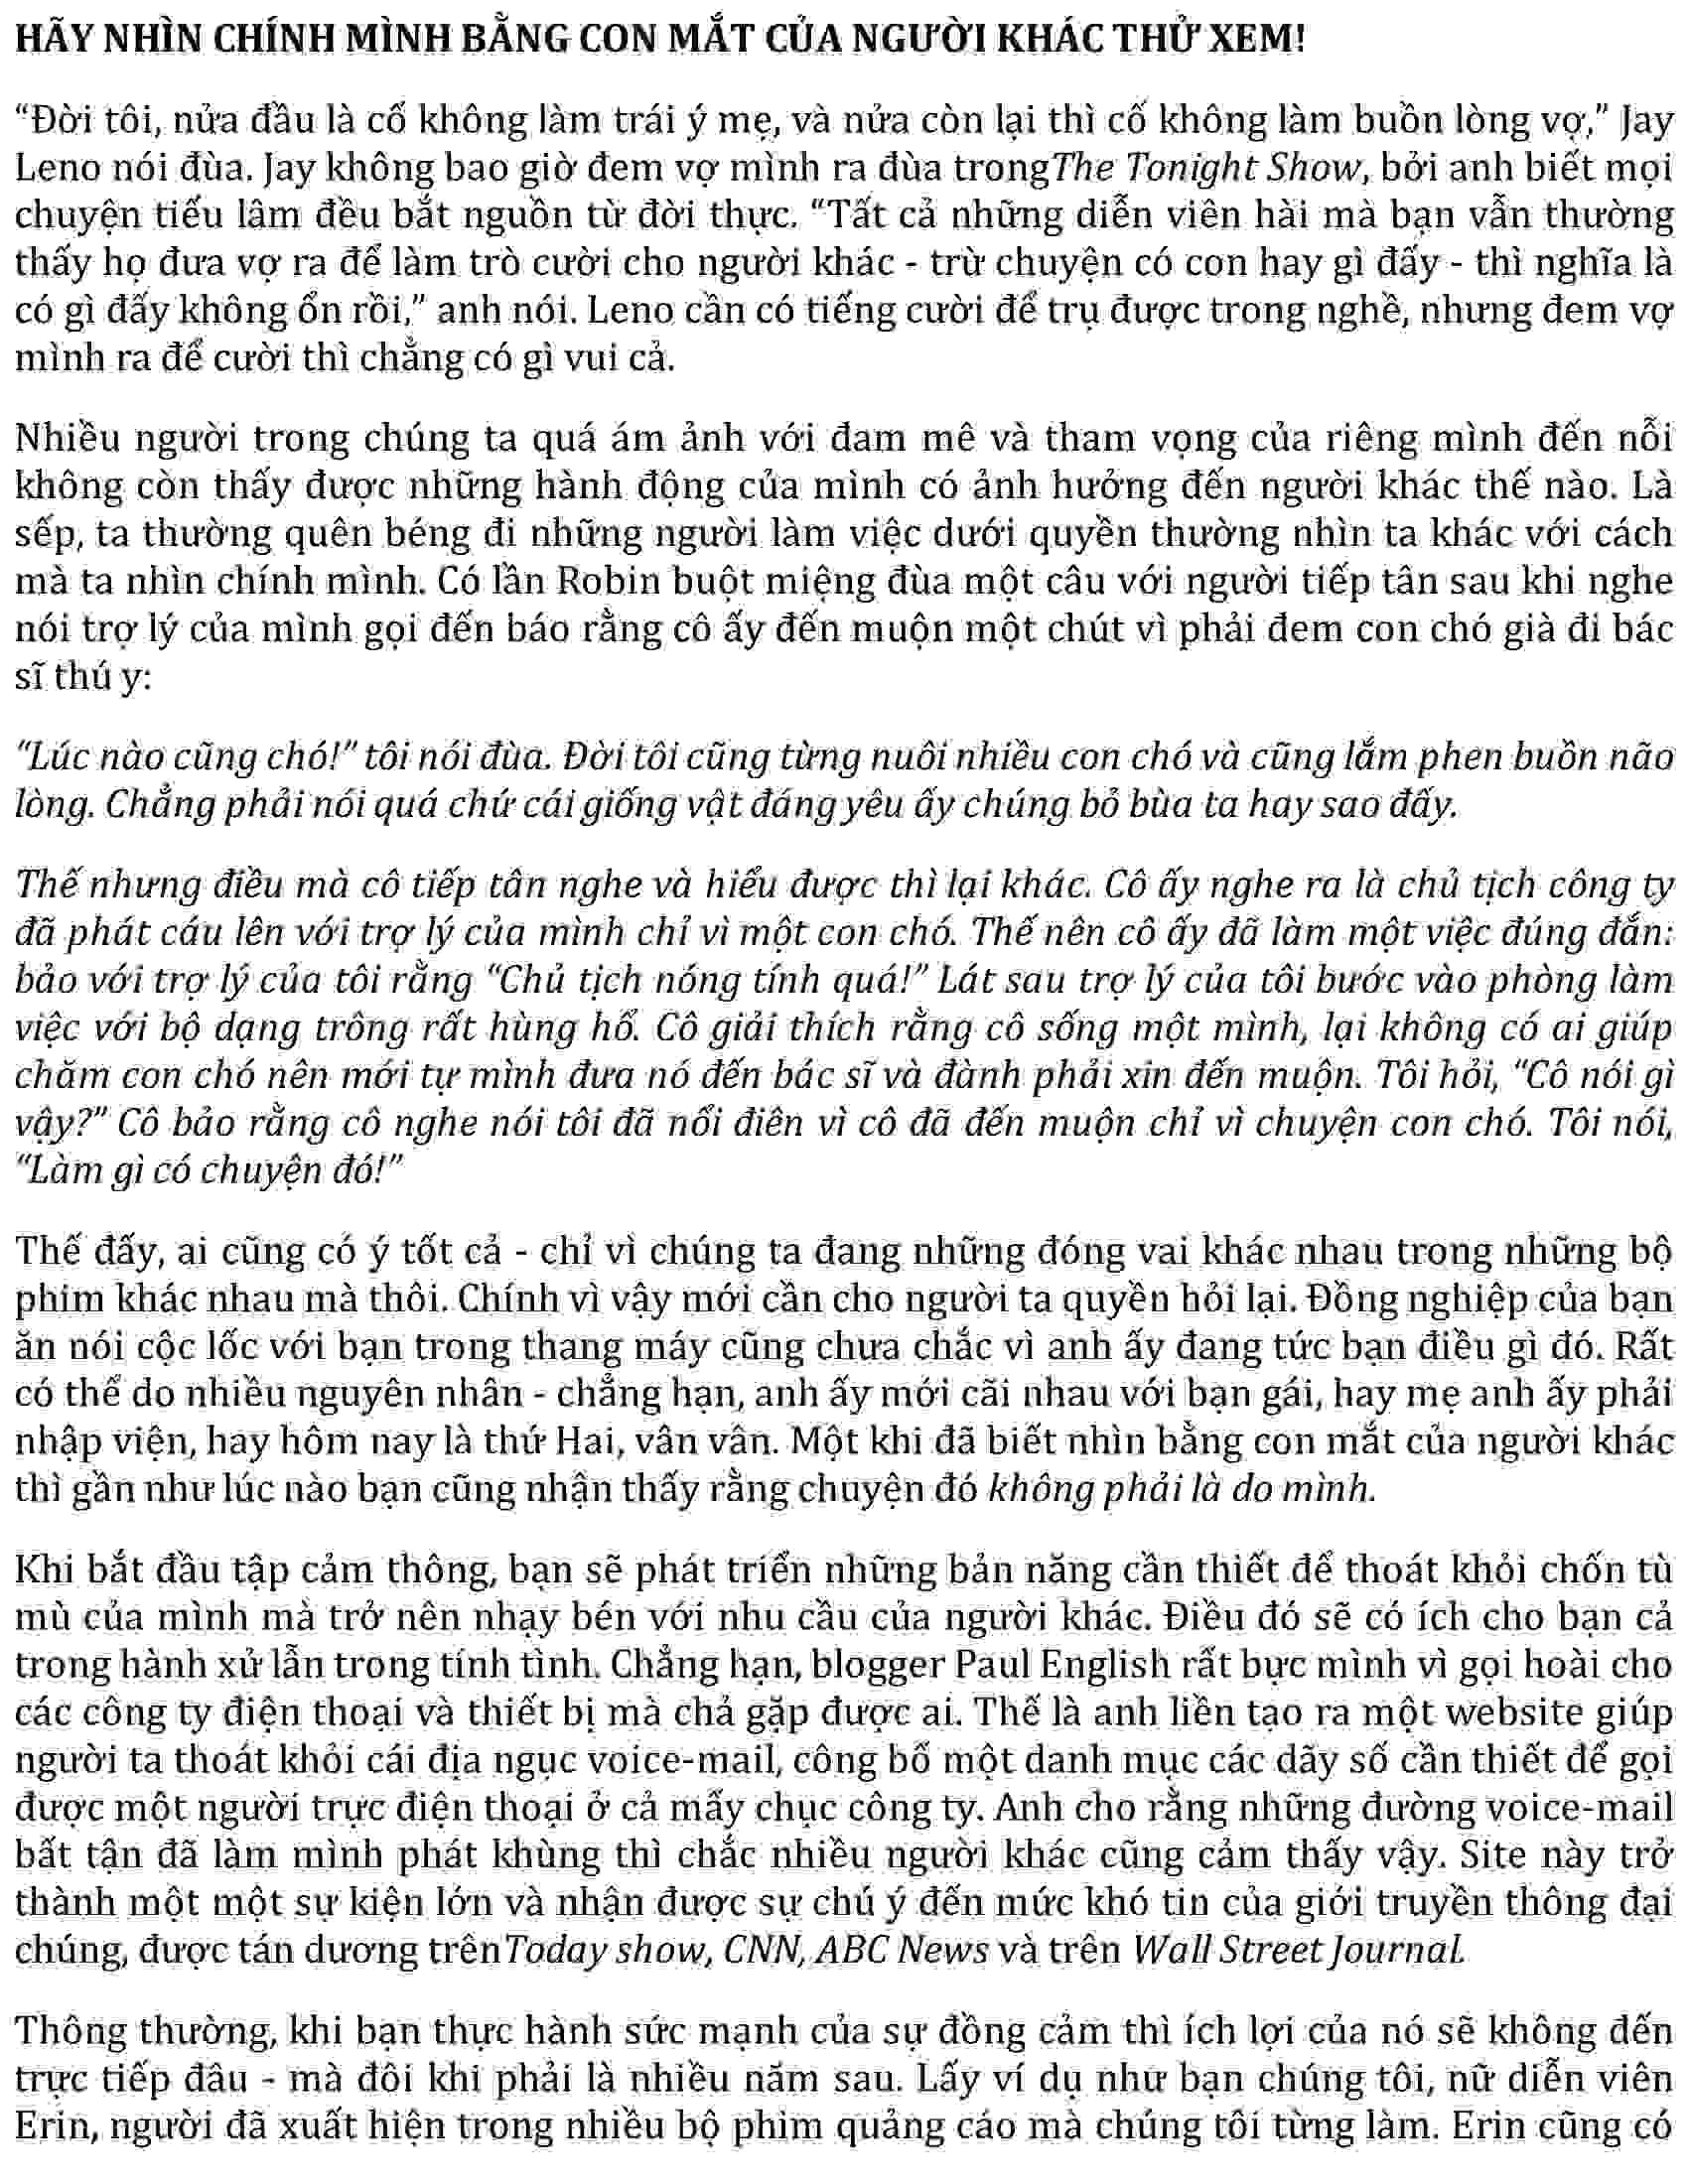 HÃY NHÌN CHÍNH MÌNH BẰNG CON MẮT CỦA NGƯỜI KHÁC THỬ XEM!
“Đời tôi, nửa đầu là cố không làm trái ý mẹ, và nửa còn lại thì cố không làm buồn lòng vợ,” Jay
Leno nói đùa. Jay không bao giờ đem vợ mình ra đùa trongThe Tonight Show, bởi anh biết mọi
chuyện tiếu lâm đều bắt nguồn từ đời thực. “Tất cả những diễn viên hài mà bạn vẫn thường
thấy họ đưa vợ ra để làm trò cười cho người khác - trừ chuyện có con hay gì đấy - thì nghĩa là
có gì đấy không ổn rồi,” anh nói. Leno cần có tiếng cười để trụ được trong nghề, nhưng đem vợ
mình ra để cười thì chẳng có gì vui cả.
Nhiều người trong chúng ta quá ám ảnh với đam mê và tham vọng của riêng mình đến nỗi
không còn thấy được những hành động của mình có ảnh hưởng đến người khác thế nào. Là
sếp, ta thường quên béng đi những người làm việc dưới quyền thường nhìn ta khác với cách
mà ta nhìn chính mình. Có lần Robin buột miệng đùa một câu với người tiếp tân sau khi nghe
nói trợ lý của mình gọi đến báo rằng cô ấy đến muộn một chút vì phải đem con chó già đi bác
sĩ thú y:
“Lúc nào cũng chó!” tôi nói đùa. Đời tôi cũng từng nuôi nhiều con chó và cũng lắm phen buồn não
lòng. Chẳng phải nói quá chứ cái giống vật đáng yêu ấy chúng bỏ bùa ta hay sao đấy.
Thế nhưng điều mà cô tiếp tân nghe và hiểu được thì lại khác. Cô ấy nghe ra là chủ tịch công ty
đã phát cáu lên với trợ lý của mình chỉ vì một con chó. Thế nên cô ấy đã làm một việc đúng đắn:
bảo với trợ lý của tôi rằng “Chủ tịch nóng tính quá!” Lát sau trợ lý của tôi bước vào phòng làm
việc với bộ dạng trông rất hùng hổ. Cô giải thích rằng cô sống một mình, lại không có ai giúp
chăm con chó nên mới tự mình đưa nó đến bác sĩ và đành phải xin đến muộn. Tôi hỏi, “Cô nói gì
vậy?” Cô bảo rằng cô nghe nói tôi đã nổi điên vì cô đã đến muộn chỉ vì chuyện con chó. Tôi nói,
“Làm gì có chuyện đó!”
Thế đấy, ai cũng có ý tốt cả - chỉ vì chúng ta đang những đóng vai khác nhau trong những bộ
phim khác nhau mà thôi. Chính vì vậy mới cần cho người ta quyền hỏi lại. Đồng nghiệp của bạn
ăn nói cộc lốc với bạn trong thang máy cũng chưa chắc vì anh ấy đang tức bạn điều gì đó. Rất
có thể do nhiều nguyên nhân - chẳng hạn, anh ấy mới cãi nhau với bạn gái, hay mẹ anh ấy phải
nhập viện, hay hôm nay là thứ Hai, vân vân. Một khi đã biết nhìn bằng con mắt của người khác
thì gần như lúc nào bạn cũng nhận thấy rằng chuyện đó không phải là do mình.
Khi bắt đầu tập cảm thông, bạn sẽ phát triển những bản năng cần thiết để thoát khỏi chốn tù
mù của mình mà trở nên nhạy bén với nhu cầu của người khác. Điều đó sẽ có ích cho bạn cả
trong hành xử lẫn trong tính tình. Chẳng hạn, blogger Paul English rất bực mình vì gọi hoài cho
các công ty điện thoại và thiết bị mà chả gặp được ai. Thế là anh liền tạo ra một website giúp
người ta thoát khỏi cái địa ngục voice-mail, công bố một danh mục các dãy số cần thiết để gọi
được một người trực điện thoại ở cả mấy chục công ty. Anh cho rằng những đường voice-mail
bất tận đã làm mình phát khùng thì chắc nhiều người khác cũng cảm thấy vậy. Site này trở
thành một một sự kiện lớn và nhận được sự chú ý đến mức khó tin của giới truyền thông đại
chúng, được tán dương trênToday show, CNN, ABC News và trên Wall Street Journal.
Thông thường, khi bạn thực hành sức mạnh của sự đồng cảm thì ích lợi của nó sẽ không đến
trực tiếp đâu - mà đôi khi phải là nhiều năm sau. Lấy ví dụ như bạn chúng tôi, nữ diễn viên
Erin, người đã xuất hiện trong nhiều bộ phim quảng cáo mà chúng tôi từng làm. Erin cũng có